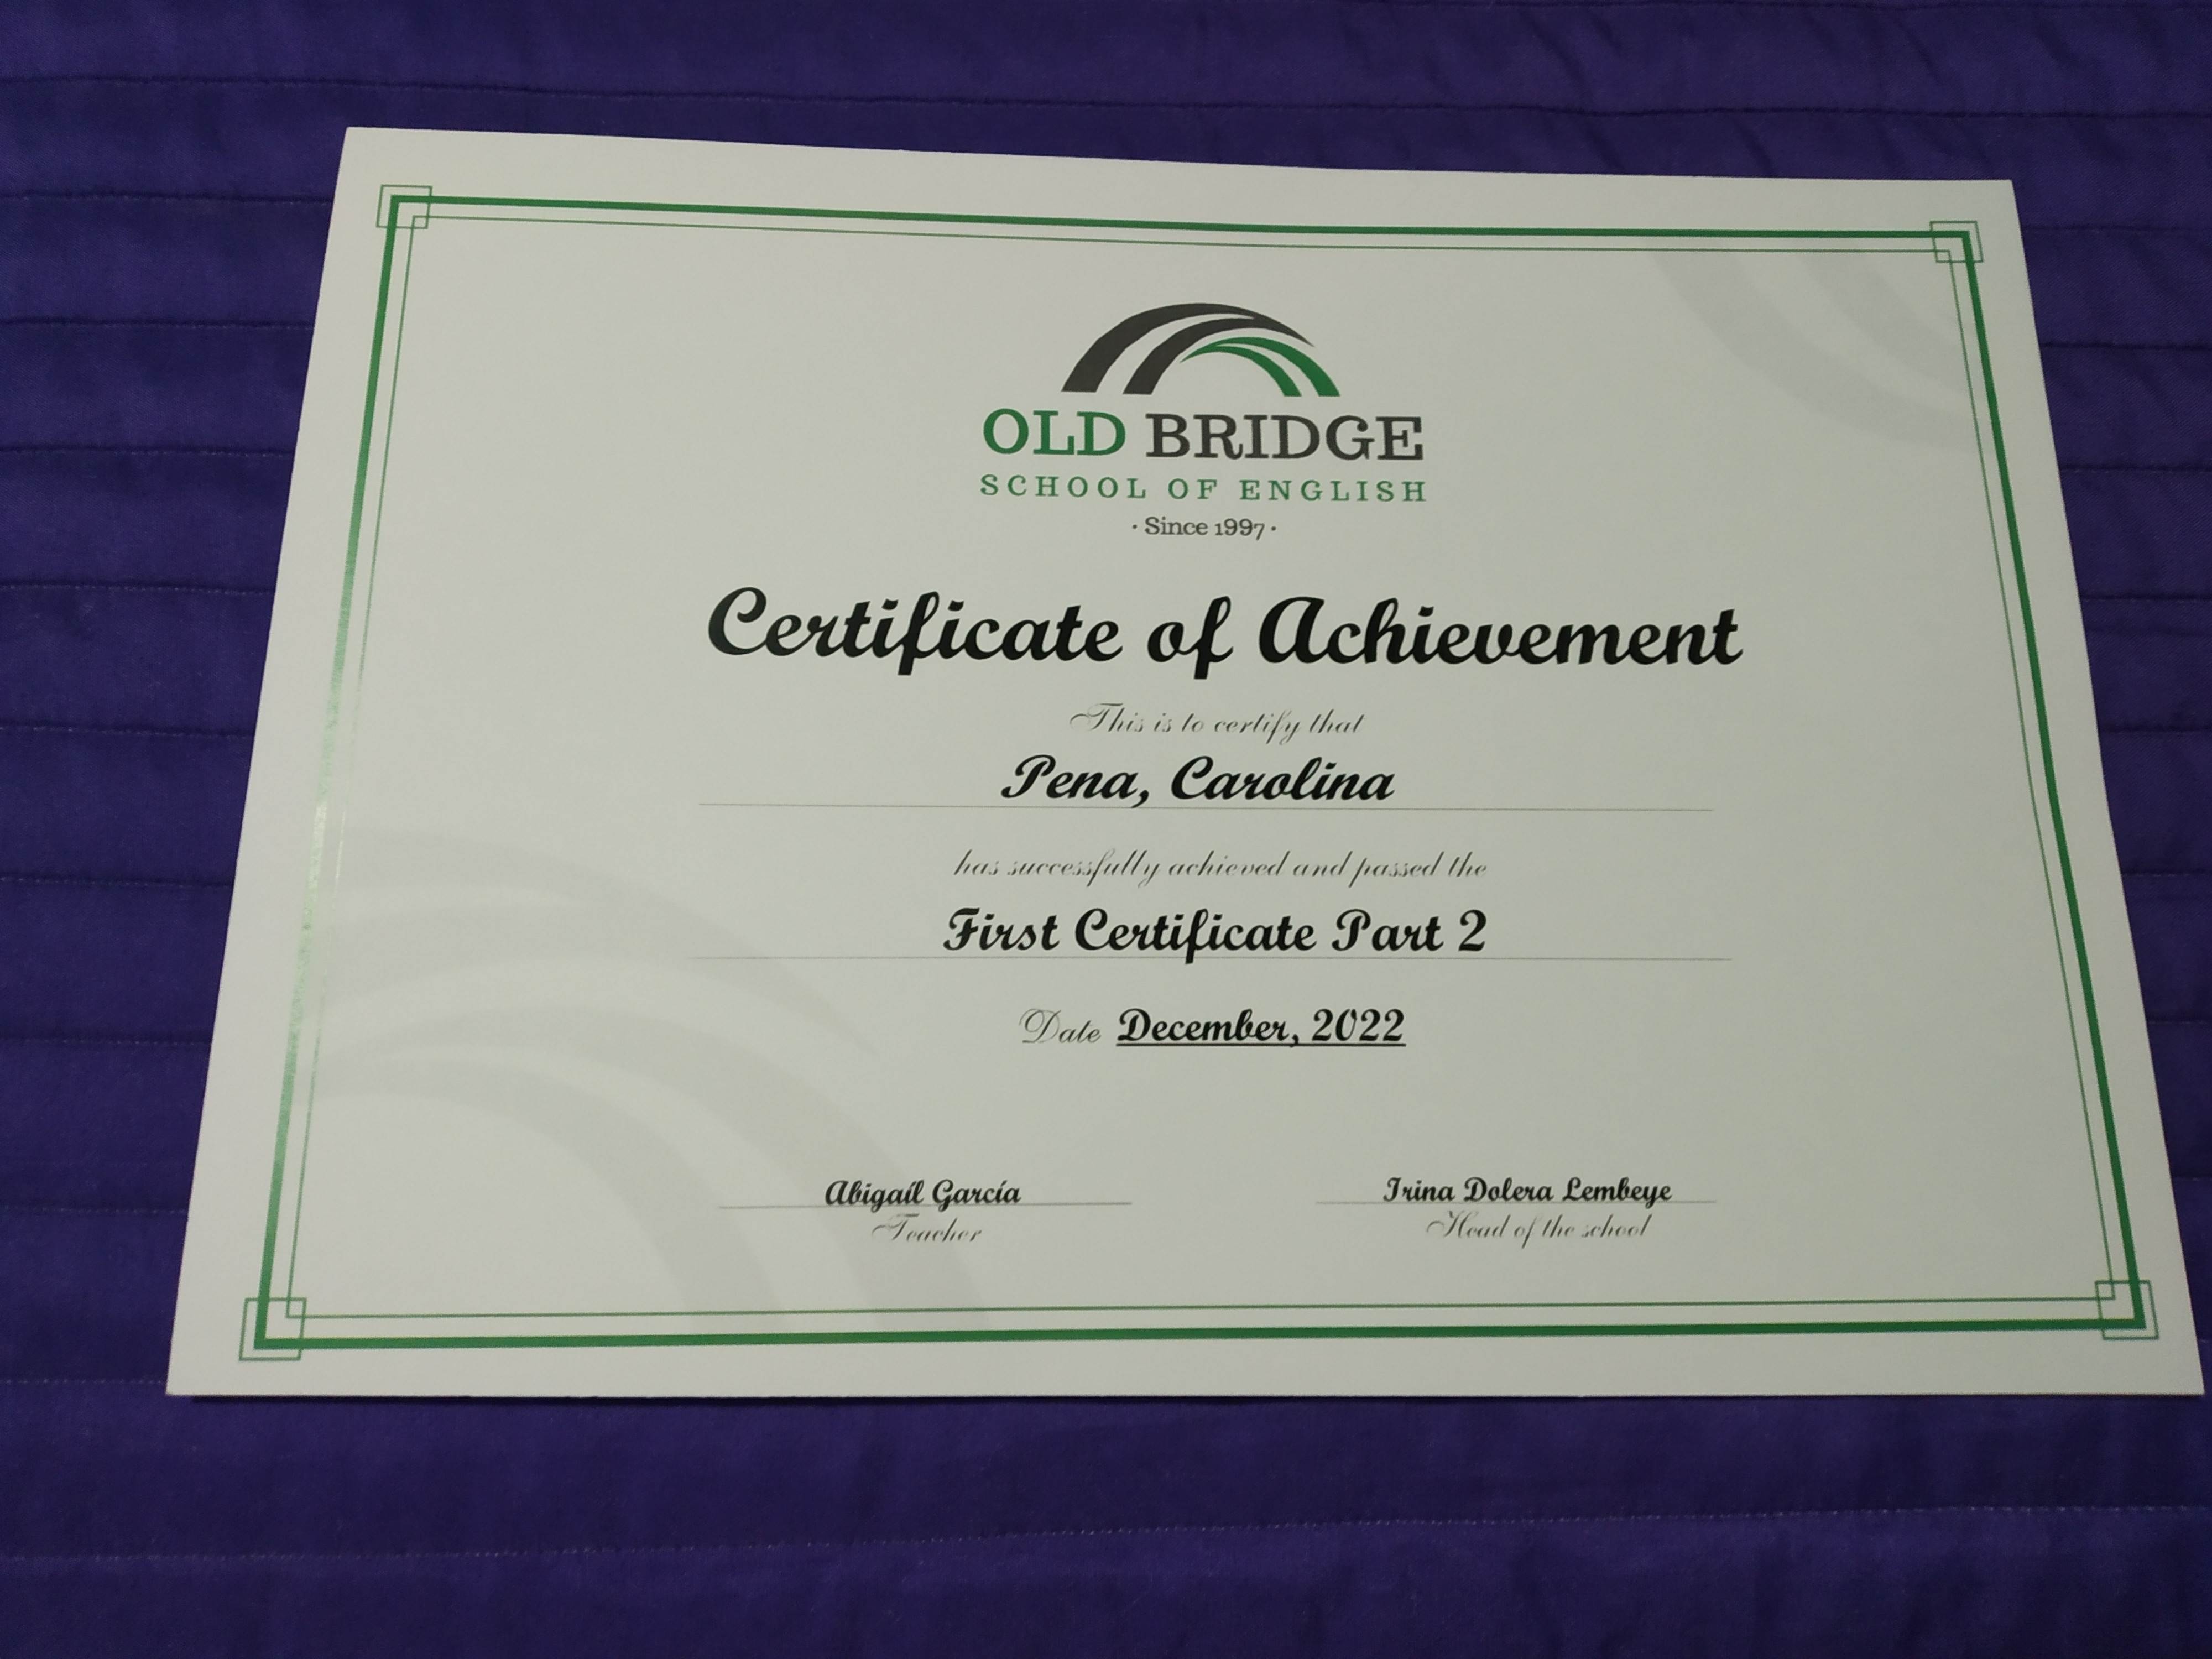 OLD BRIDGE
SCHOOL OF ENGLISH
· Since 1997 ·
Certificate of Achievement
This is to certify that
Pena, Carolina
has successfully achieved and passed the
First Certificate Part 2
Date December, 2022
Abigaíl García
Teacher
Irina Dolera Lembeye
Head of the school